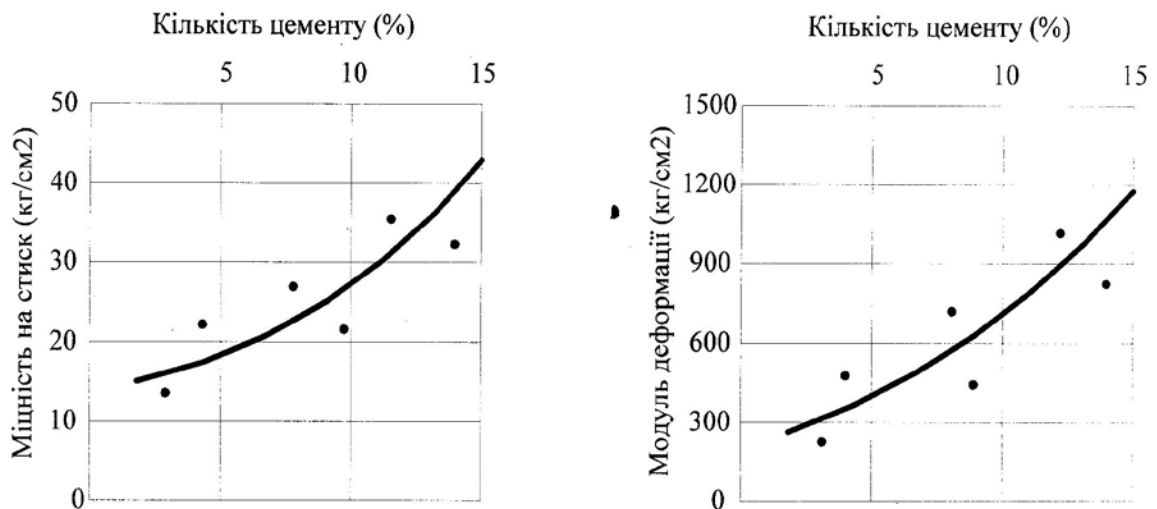 Кількість цементу (%)
5 10 15
Міцність на стиск (кг/см2)
50
40
30
20
10
0
Кількість цементу (%)
5 10 15
Модуль деформації (кг/см2)
1500
1200
900
600
300
0